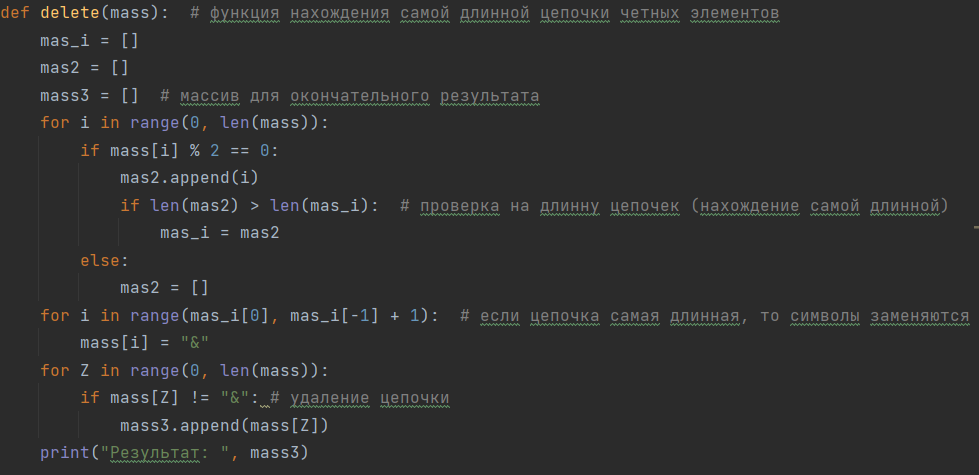 def delete(mass):  # функция нахождения самой длинной цепочки четных элементов
    mas_i = []
    mas2 = []
    mass3 = []  # массив для окончательного результата
    for i in range(0, len(mass)):
        if mass[i] % 2 == 0:
            mas2.append(i)
            if len(mas2) > len(mas_i):  # проверка на длинну цепочек (нахождение самой длинной)
                mas_i = mas2
        else:
            mas2 = []
    for i in range(mas_i[0], mas_i[-1] + 1):  # если цепочка самая длинная, то символы заменяются
        mass[i] = "&"
    for Z in range(0, len(mass)):
        if mass[Z] != "&": # удаление цепочки
            mass3.append(mass[Z])
    print("Результат: ", mass3)